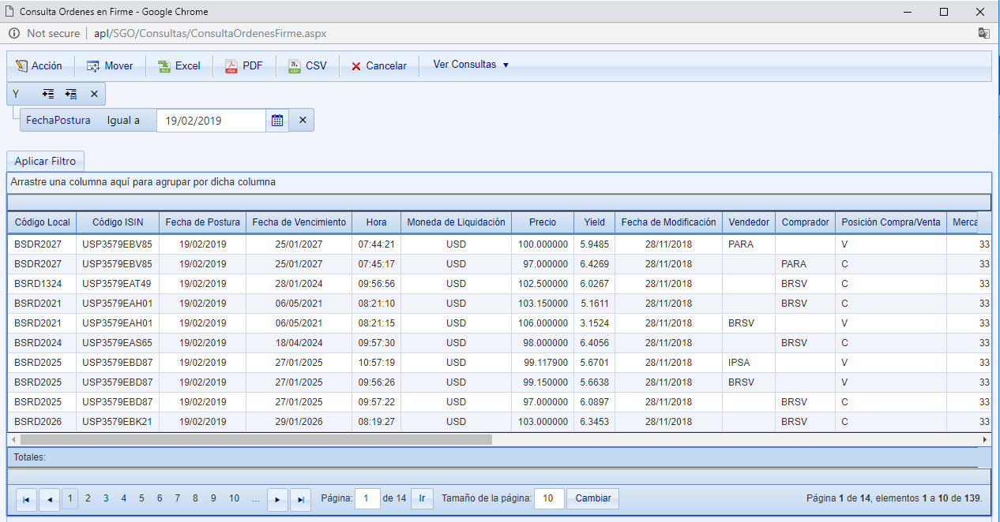 Consulta Ordenes en Firme - Google Chrome
Not secure apl/SGO/Consultas/ConsultaOrdenesFirme.aspx
Acción Mover Excel PDF CSV Cancelar Ver Consultas
Y
FechaPostura Igual a 19/02/2019
Aplicar Filtro
Arrastre una columna aquí para agrupar por dicha columna
Código Local Código ISIN Fecha de Postura Fecha de Vencimiento Hora Moneda de Liquidación Precio Yield Fecha de Modificación Vendedor Comprador Posición Compra/Venta Merca
BSDR2027 USP3579EBV85 19/02/2019 25/01/2027 07:44:21 USD 100.000000 5.9485 28/11/2018 PARA V 33
BSDR2027 USP3579EBV85 19/02/2019 25/01/2027 07:45:17 USD 97.000000 6.4269 28/11/2018 PARA C 33
BSRD1324 USP3579EAT49 19/02/2019 28/01/2024 09:56:56 USD 102.500000 6.0267 28/11/2018 BRSV C 33
BSRD2021 USP3579EAH01 19/02/2019 06/05/2021 08:21:10 USD 103.150000 5.1611 28/11/2018 BRSV C 33
BSRD2021 USP3579EAH01 19/02/2019 06/05/2021 08:21:15 USD 106.000000 3.1524 28/11/2018 BRSV V 33
BSRD2024 USP3579EAS65 19/02/2019 18/04/2024 09:57:30 USD 98.000000 6.4056 28/11/2018 BRSV C 33
BSRD2025 USP3579EBD87 19/02/2019 27/01/2025 10:57:19 USD 99.117900 5.6701 28/11/2018 IPSA V 33
BSRD2025 USP3579EBD87 19/02/2019 27/01/2025 09:56:26 USD 99.150000 5.6638 28/11/2018 BRSV V 33
BSRD2025 USP3579EBD87 19/02/2019 27/01/2025 09:57:22 USD 97.000000 6.0897 28/11/2018 BRSV C 33
BSRD2026 USP3579EBK21 19/02/2019 29/01/2026 08:19:27 USD 103.000000 6.3453 28/11/2018 BRSV C 33
Totales:
1 2 3 4 5 6 7 8 9 10 ... Página: 1 de 14 Ir Tamaño de la página: 10 Cambiar Página 1 de 14, elementos 1 a 10 de 139.